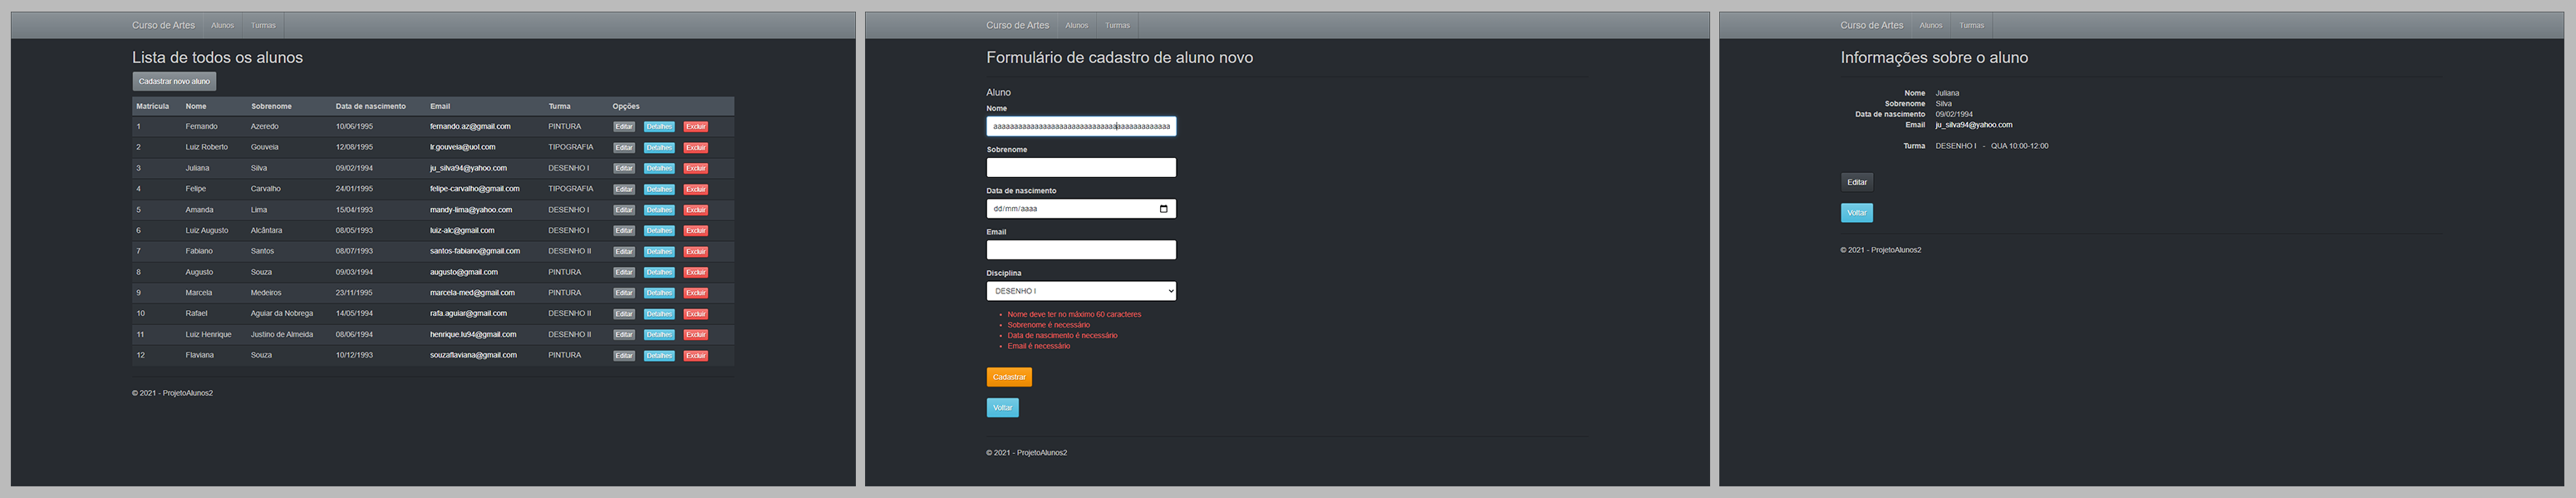 Curso de Artes Alunos Turmas
Lista de todos os alunos
Cadastrar novo aluno
Matrícula Nome Sobrenome Data de nascimento Email Turma Opções
1 Fernando Azeredo 10/06/1995 fernando.az@gmail.com PINTURA Editar Detalhes Excluir
2 Luiz Roberto Gouveia 12/08/1995 lr.gouveia@uol.com TIPOGRAFIA Editar Detalhes Excluir
3 Juliana Silva 09/02/1994 ju_silva94@yahoo.com DESENHO I Editar Detalhes Excluir
4 Felipe Carvalho 24/01/1995 felipe-carvalho@gmail.com TIPOGRAFIA Editar Detalhes Excluir
5 Amanda Lima 15/04/1993 mandy-lima@yahoo.com DESENHO I Editar Detalhes Excluir
6 Luiz Augusto Alcântara 08/05/1993 luiz-alc@gmail.com DESENHO I Editar Detalhes Excluir
7 Fabiano Santos 08/07/1993 santos-fabiano@gmail.com DESENHO II Editar Detalhes Excluir
8 Augusto Souza 09/03/1994 augusto@gmail.com PINTURA Editar Detalhes Excluir
9 Marcela Medeiros 23/11/1995 marcela-med@gmail.com PINTURA Editar Detalhes Excluir
10 Rafael Aguiar da Nobrega 14/05/1994 rafa.aguiar@gmail.com DESENHO II Editar Detalhes Excluir
11 Luiz Henrique Justino de Almeida 08/06/1994 henrique.lu94@gmail.com DESENHO II Editar Detalhes Excluir
12 Flaviana Souza 10/12/1993 souzaflaviana@gmail.com PINTURA Editar Detalhes Excluir
© 2021 - ProjetoAlunos2
Curso de Artes Alunos Turmas
Formulário de cadastro de aluno novo
Aluno
Nome
aaaaaaaaaaaaaaaaaaaaaaaaaaaaaaaaaaaaaaaaaaa
Sobrenome
Data de nascimento
dd/mm/aaaa
Email
Disciplina
DESENHO I
Nome deve ter no máximo 60 caracteres
Sobrenome é necessário
Data de nascimento é necessário
Email é necessário
Cadastrar
Voltar
© 2021 - ProjetoAlunos2
Curso de Artes Alunos Turmas
Informações sobre o aluno
Nome Juliana
Sobrenome Silva
Data de nascimento 09/02/1994
Email ju_silva94@yahoo.com
Turma DESENHO I - QUA 10:00-12:00
Editar
Voltar
© 2021 - ProjetoAlunos2